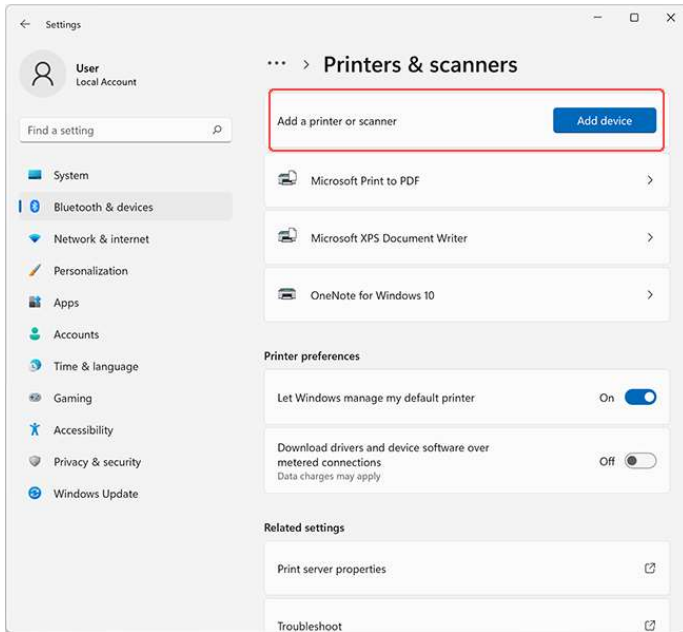 Settings
User
Local Account
Find a setting
System
Bluetooth & devices
Network & internet
Personalization
Apps
Accounts
Time & language
Gaming
Accessibility
Privacy & security
Windows Update
··· > Printers & scanners
Add a printer or scanner Add device
Microsoft Print to PDF
Microsoft XPS Document Writer
OneNote for Windows 10
Printer preferences
Let Windows manage my default printer On
Download drivers and device software over
metered connections Off
Data charges may apply
Related settings
Print server properties
Troubleshoot